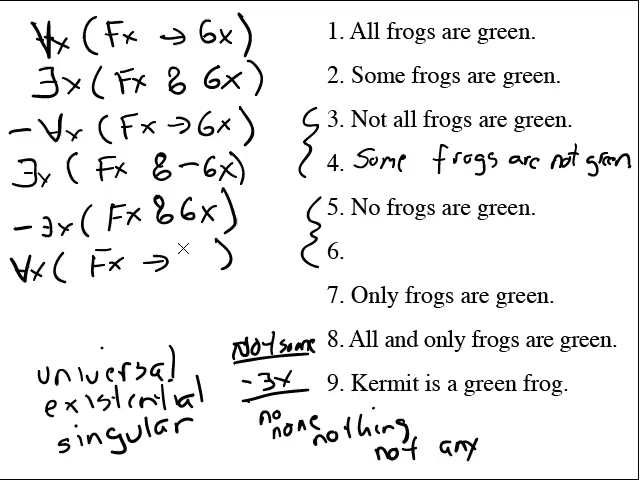 ∀x (Fx → Gx) 1. All frogs are green.
∃x (Fx & Gx) 2. Some frogs are green.
-∀x (Fx → Gx) 3. Not all frogs are green.
∃x (Fx & -Gx) 4. Some frogs are not green
-∃x (Fx & Gx) 5. No frogs are green.
∀x (Fx → ) 6.
7. Only frogs are green.
8. All and only frogs are green.
9. Kermit is a green frog.
universal
existential
singular
Not some
-∃x
no
none
nothing
not any